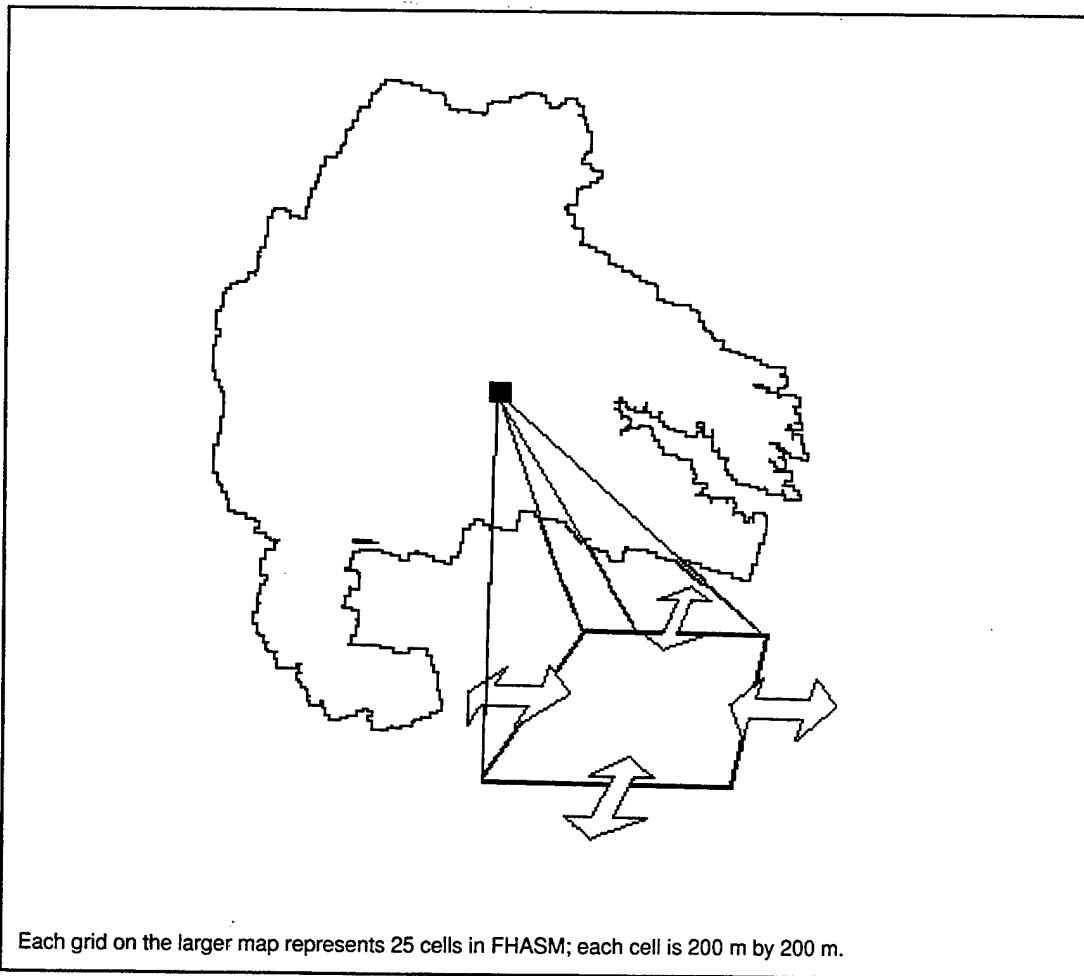 Each grid on the larger map represents 25 cells in FHASM; each cell is 200 m by 200 m.